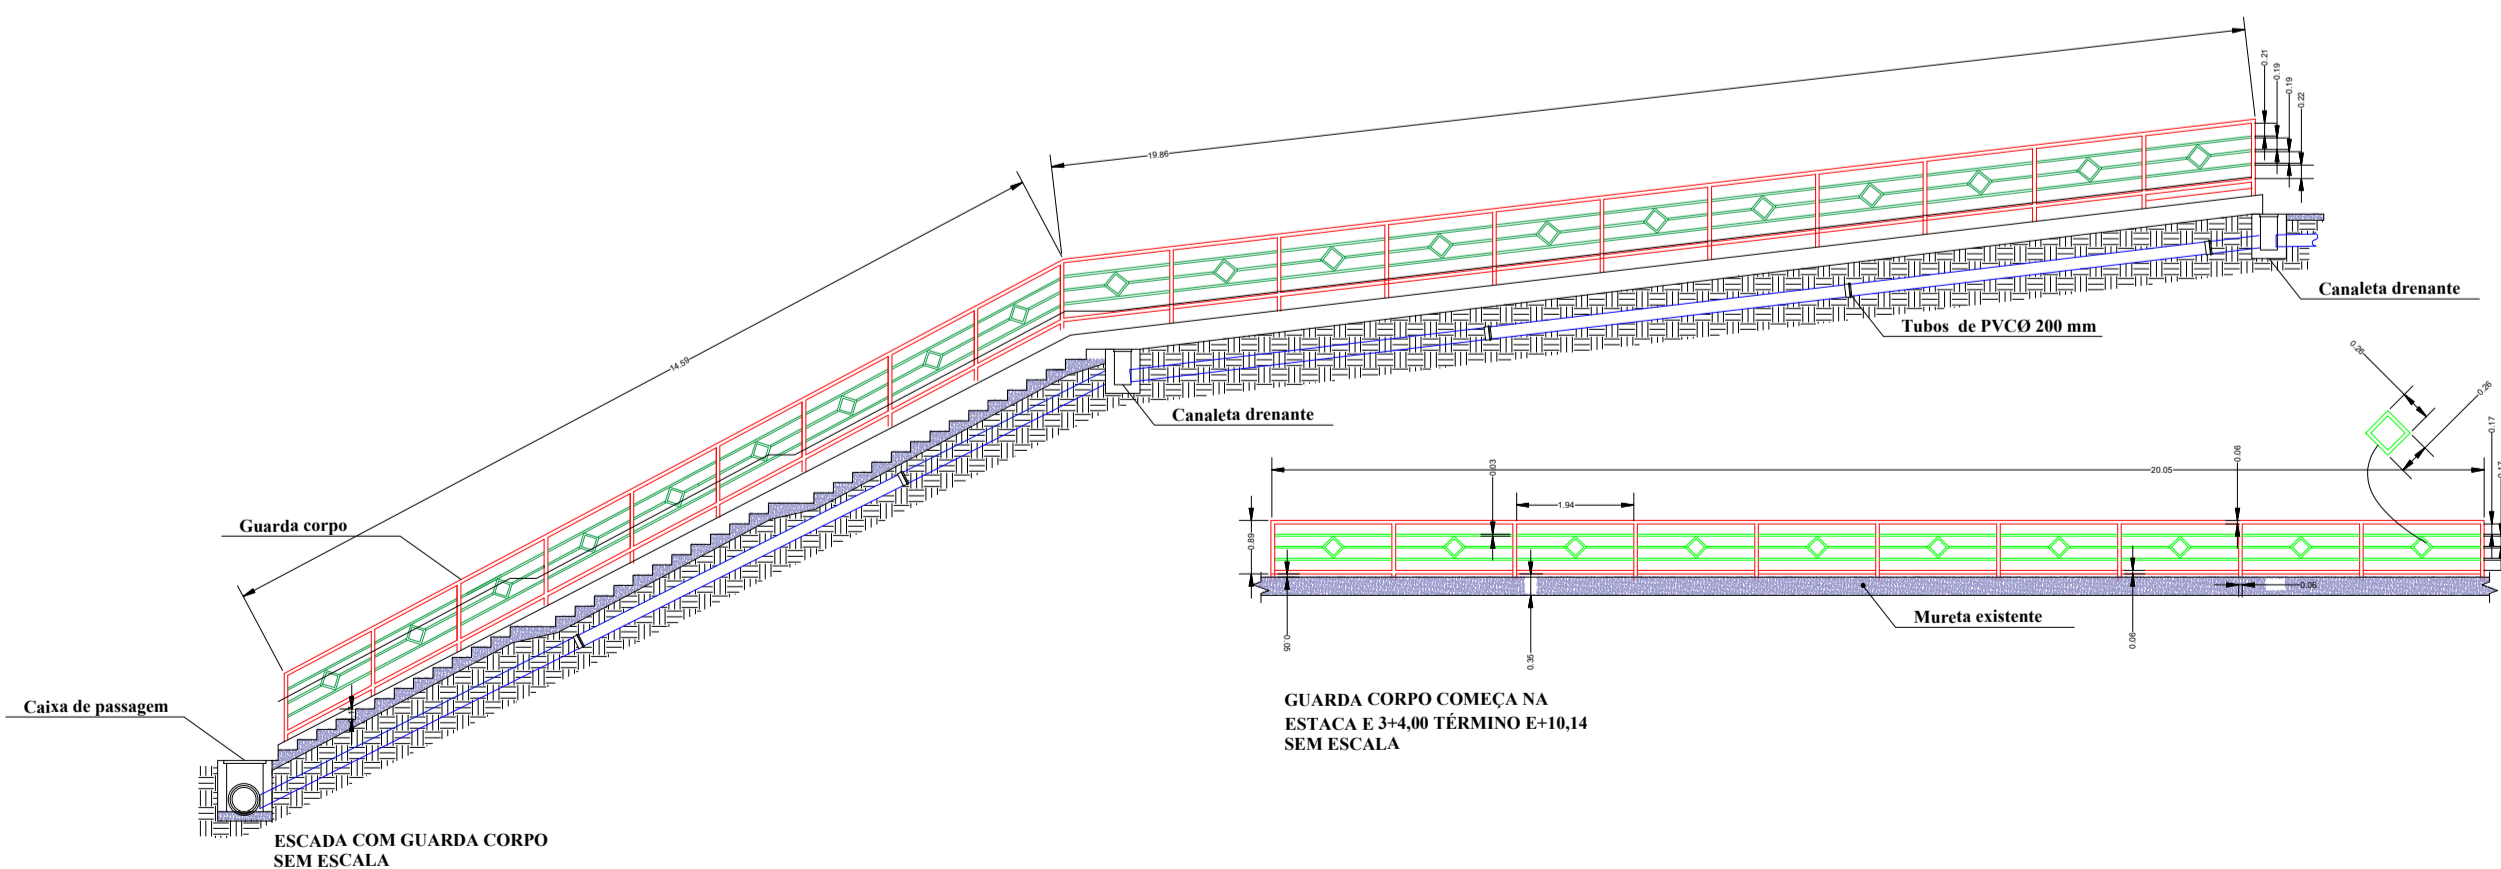 0.21
0.19
0.19
0.22
19.86
14.59
Canaleta drenante
Tubos de PVCØ 200 mm
Canaleta drenante
0.26
0.26
0.17
0.17
0.06
0.03
20.05
1.94
0.89
Guarda corpo
0.06
Mureta existente
0.06
0.06
0.35
GUARDA CORPO COMEÇA NA
ESTACA E 3+4,00 TÉRMINO E+10,14
SEM ESCALA
Caixa de passagem
ESCADA COM GUARDA CORPO
SEM ESCALA